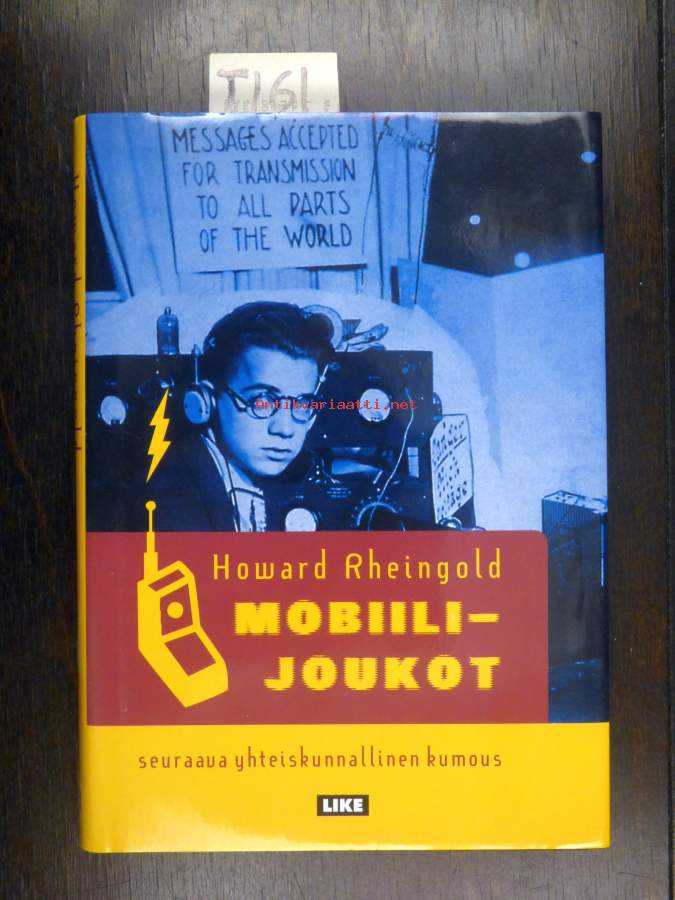 T161
MESSAGES ACCEPTED
FOR TRANSMISSION
TO ALL PARTS
OF THE WORLD
Antikvariaatti.net
Howard Rheingold
MOBIILI-
JOUKOT
seuraava yhteiskunnallinen kumous
LIKE